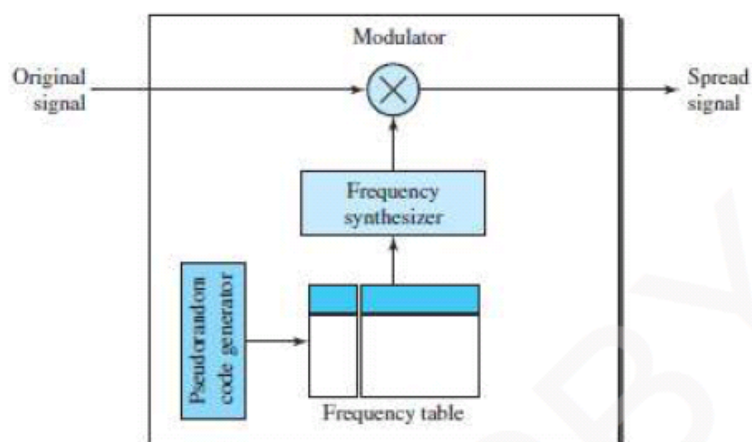 Modulator
Original
signal
Spread
signal
Frequency
synthesizer
Pseudorandom
code generator
Frequency table